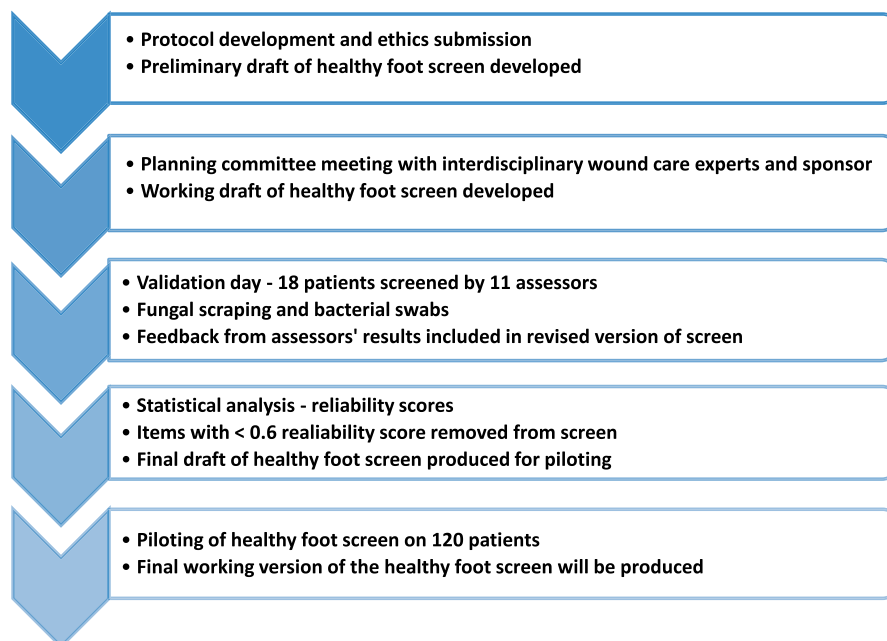 • Protocol development and ethics submission
• Preliminary draft of healthy foot screen developed
• Planning committee meeting with interdisciplinary wound care experts and sponsor
• Working draft of healthy foot screen developed
• Validation day - 18 patients screened by 11 assessors
• Fungal scraping and bacterial swabs
• Feedback from assessors' results included in revised version of screen
• Statistical analysis - reliability scores
• Items with < 0.6 realiability score removed from screen
• Final draft of healthy foot screen produced for piloting
• Piloting of healthy foot screen on 120 patients
• Final working version of the healthy foot screen will be produced